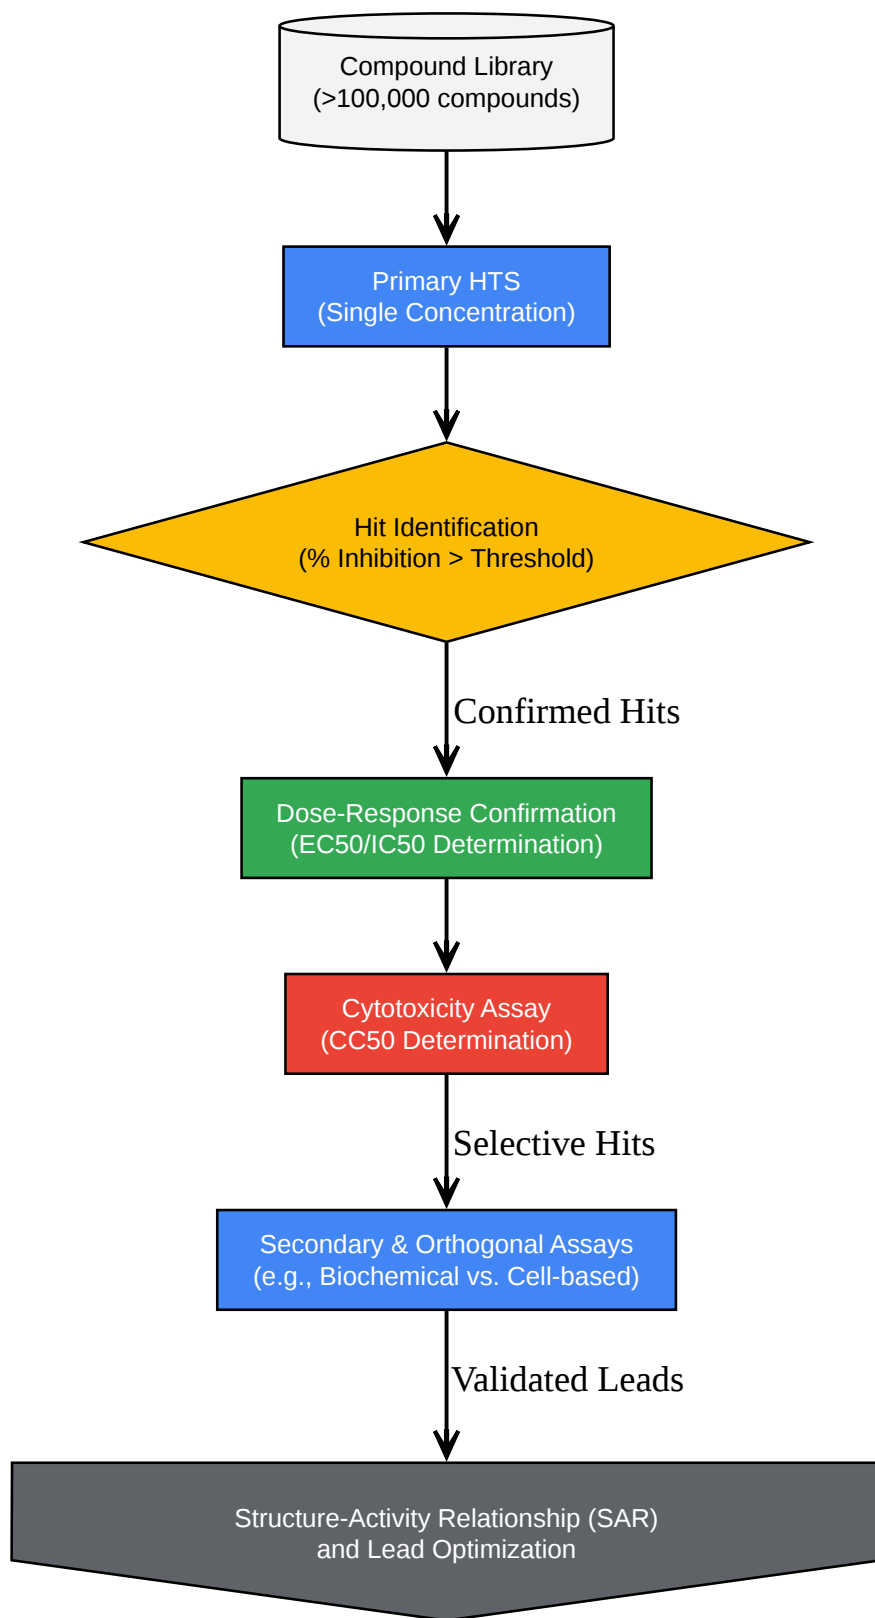 Compound Library
(>100,000 compounds)
Primary HTS
(Single Concentration)
Hit Identification
(% Inhibition > Threshold)
Confirmed Hits
Dose-Response Confirmation
(EC50/IC50 Determination)
Cytotoxicity Assay
(CC50 Determination)
Selective Hits
Secondary & Orthogonal Assays
(e.g., Biochemical vs. Cell-based)
Validated Leads
Structure-Activity Relationship (SAR)
and Lead Optimization